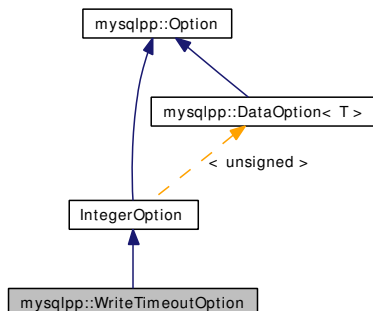 mysqlpp::Option
mysqlpp::DataOption< T >
< unsigned >
IntegerOption
mysqlpp::WriteTimeoutOption